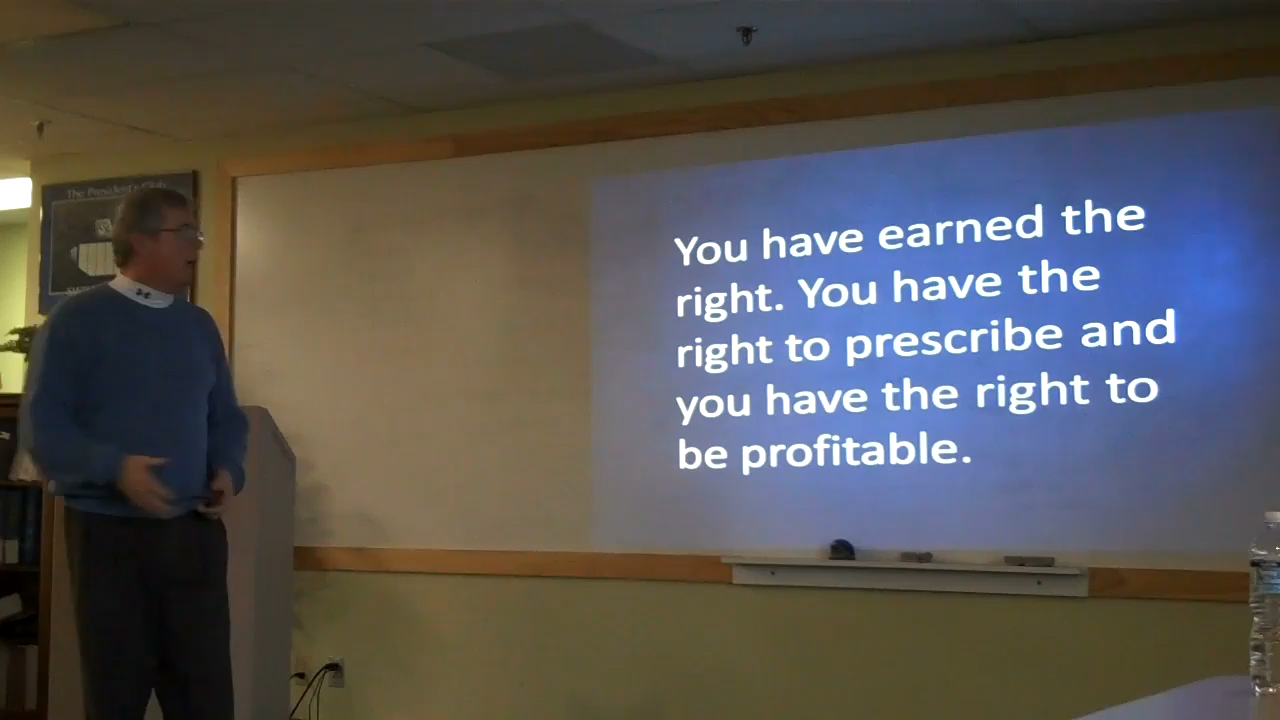 The President's Club
You have earned the
right. You have the
right to prescribe and
you have the right to
be profitable.